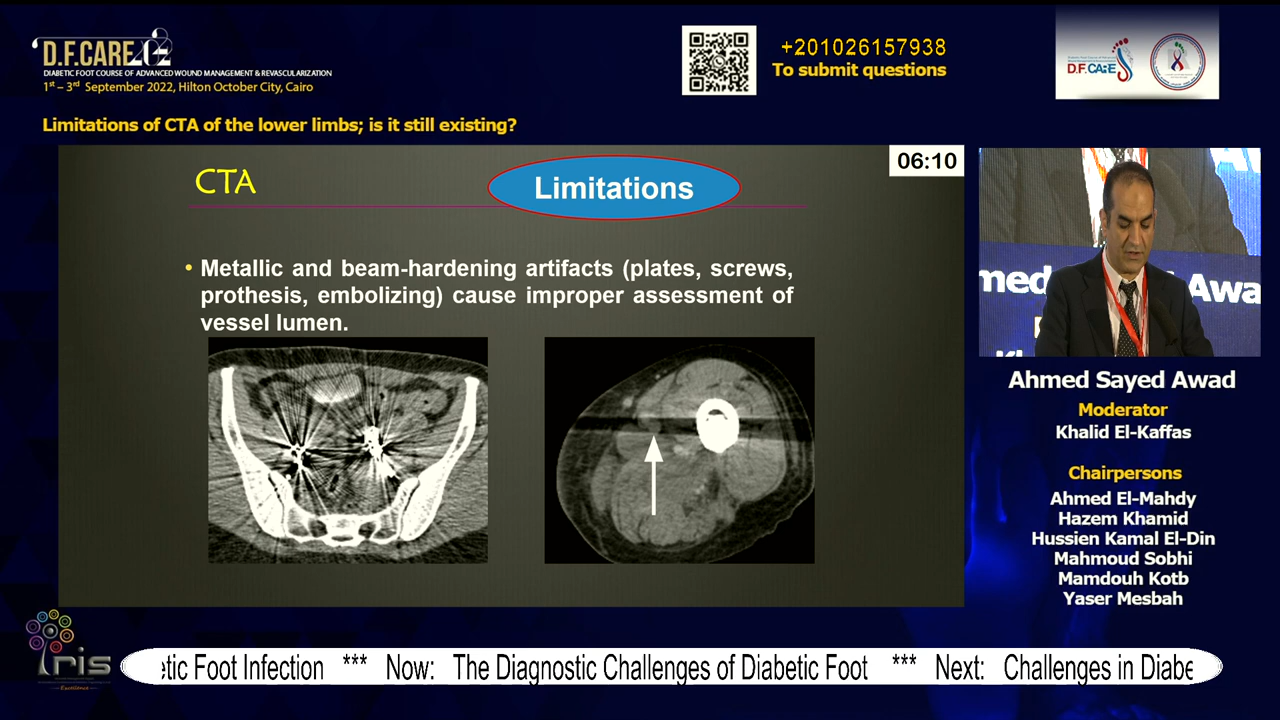 D.F.CARE
DIABETIC FOOT COURSE OF ADVANCED WOUND MANAGEMENT & REVASCULARIZATION
1st – 3rd September 2022, Hilton October City, Cairo
+201026157938
To submit questions
D.F.CARE
Limitations of CTA of the lower limbs; is it still existing?
CTA
Limitations
06:10
• Metallic and beam-hardening artifacts (plates, screws,
prothesis, embolizing) cause improper assessment of
vessel lumen.
Ahmed Sayed Awad
Moderator
Khalid El-Kaffas
Chairpersons
Ahmed El-Mahdy
Hazem Khamid
Hussien Kamal El-Din
Mahmoud Sobhi
Mamdouh Kotb
Yaser Mesbah
iris
Excellence
etic Foot Infection *** Now: The Diagnostic Challenges of Diabetic Foot *** Next: Challenges in Diabe